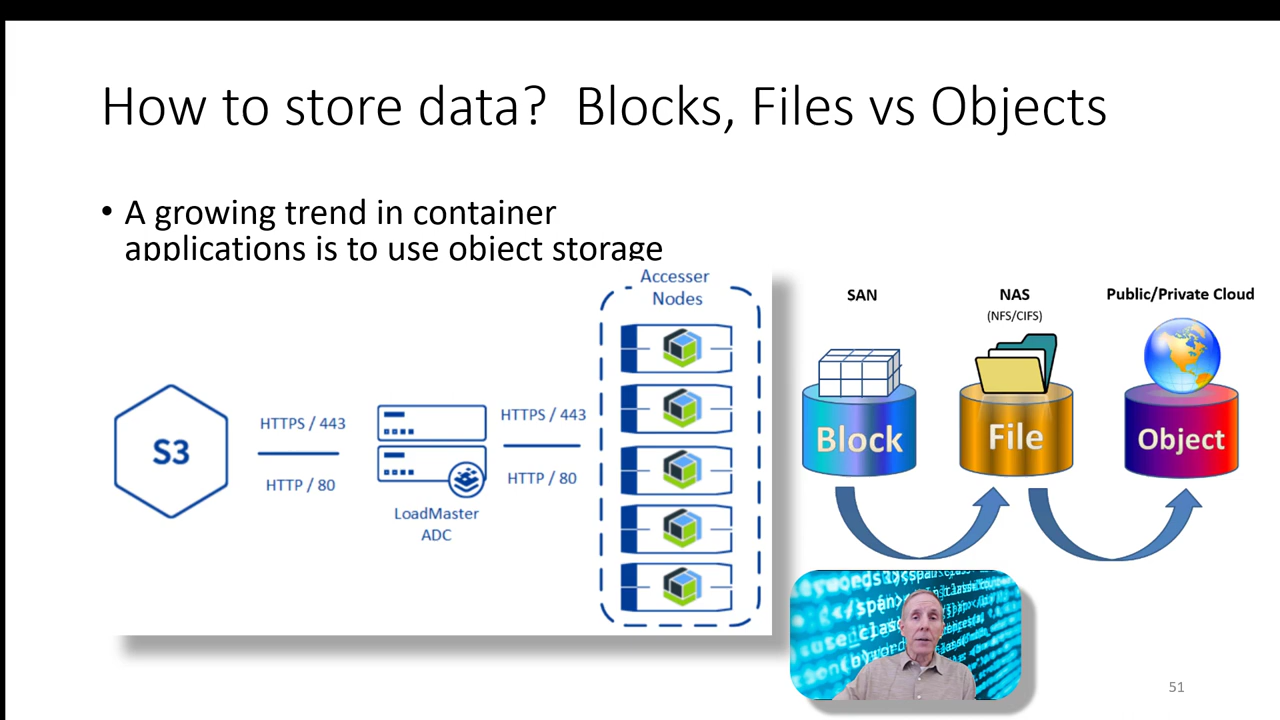 How to store data?  Blocks, Files vs Objects
• A growing trend in container
applications is to use object storage
Accesser
Nodes
S3
HTTPS / 443
HTTP / 80
LoadMaster
ADC
HTTPS / 443
HTTP / 80
SAN
NAS
(NFS/CIFS)
Public/Private Cloud
Block
File
Object
</span>
51